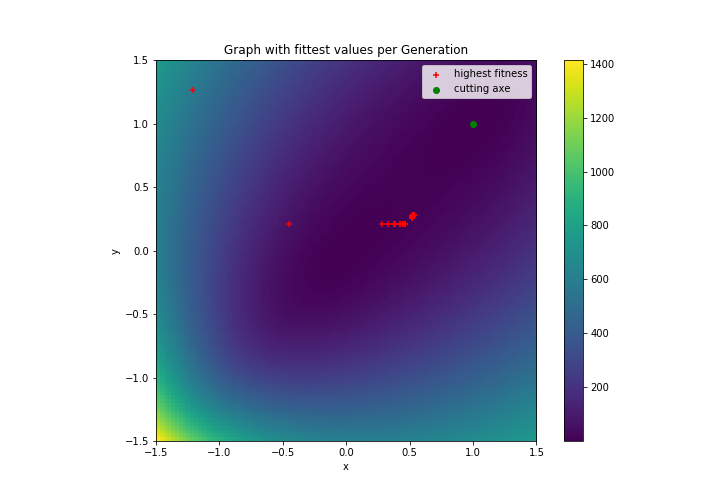 Graph with fittest values per Generation
highest fitness
cutting axe
1.5
1.0
0.5
0.0
−0.5
−1.0
−1.5
y
−1.5 −1.0 −0.5 0.0 0.5 1.0 1.5
x
1400
1200
1000
800
600
400
200